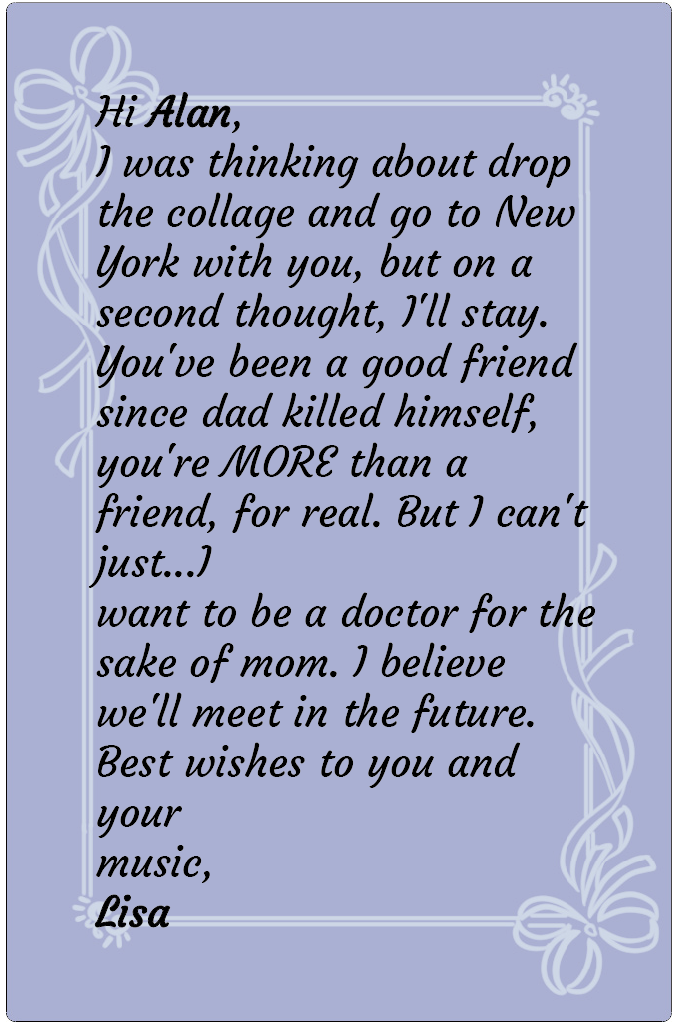 Hi Alan,
I was thinking about drop
the collage and go to New
York with you, but on a
second thought, I'll stay.
You've been a good friend
since dad killed himself,
you're MORE than a
friend, for real. But I can't
just...I
want to be a doctor for the
sake of mom. I believe
we'll meet in the future.
Best wishes to you and
your
music,
Lisa